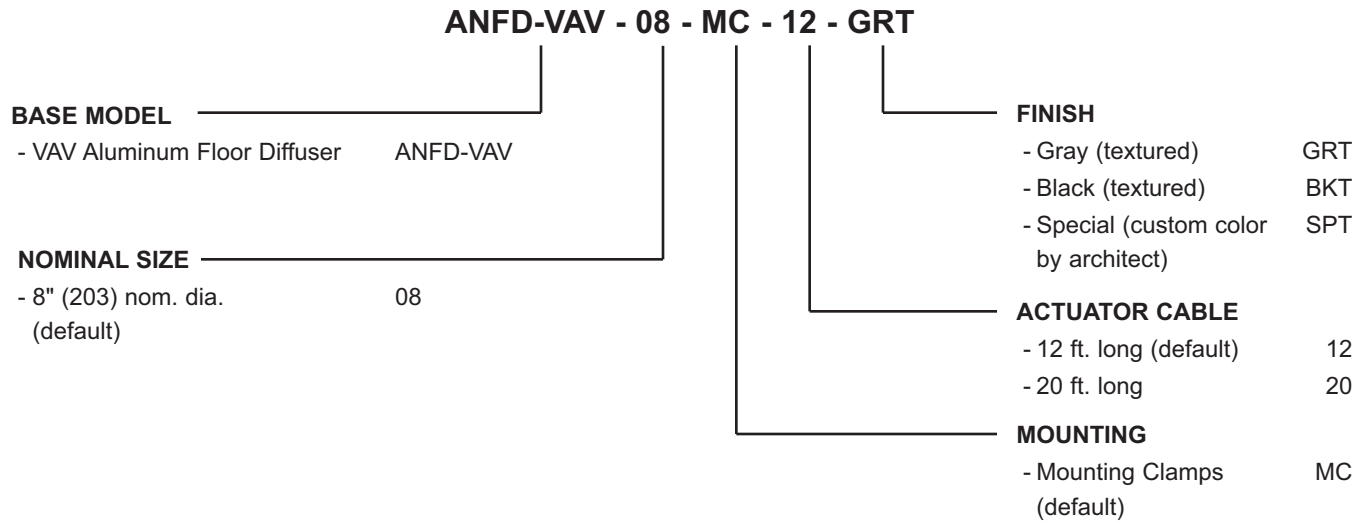 ANFD-VAV - 08 - MC - 12 - GRT
BASE MODEL
- VAV Aluminum Floor Diffuser ANFD-VAV
NOMINAL SIZE
- 8" (203) nom. dia. 08
(default)
FINISH
- Gray (textured) GRT
- Black (textured) BKT
- Special (custom color SPT
by architect)
ACTUATOR CABLE
- 12 ft. long (default) 12
- 20 ft. long 20
MOUNTING
- Mounting Clamps MC
(default)